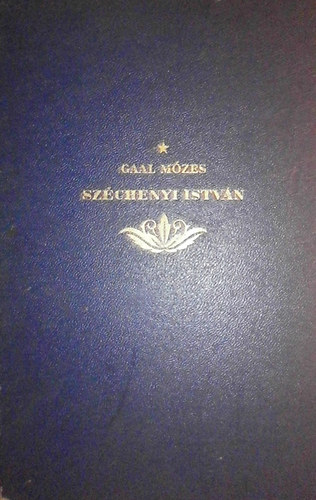 GAAL MÓZES
SZÉCHENYI ISTVÁN